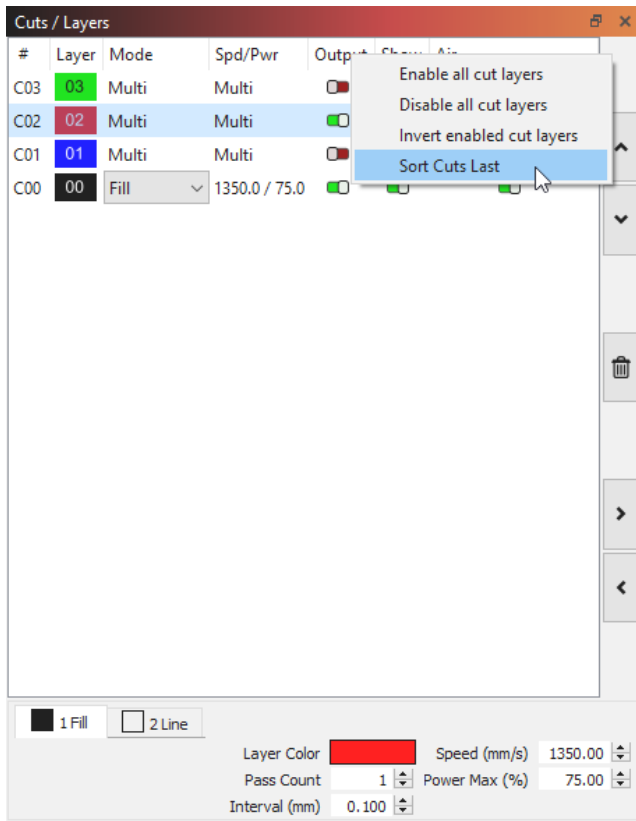 Cuts / Layers
# Layer Mode Spd/Pwr Output Show Air
Enable all cut layers
Disable all cut layers
Invert enabled cut layers
Sort Cuts Last
C03 03 Multi Multi
C02 02 Multi Multi
C01 01 Multi Multi
C00 00 Fill 1350.0 / 75.0
1 Fill 2 Line
Layer Color Speed (mm/s) 1350.00
Pass Count 1 Power Max (%) 75.00
Interval (mm) 0.100